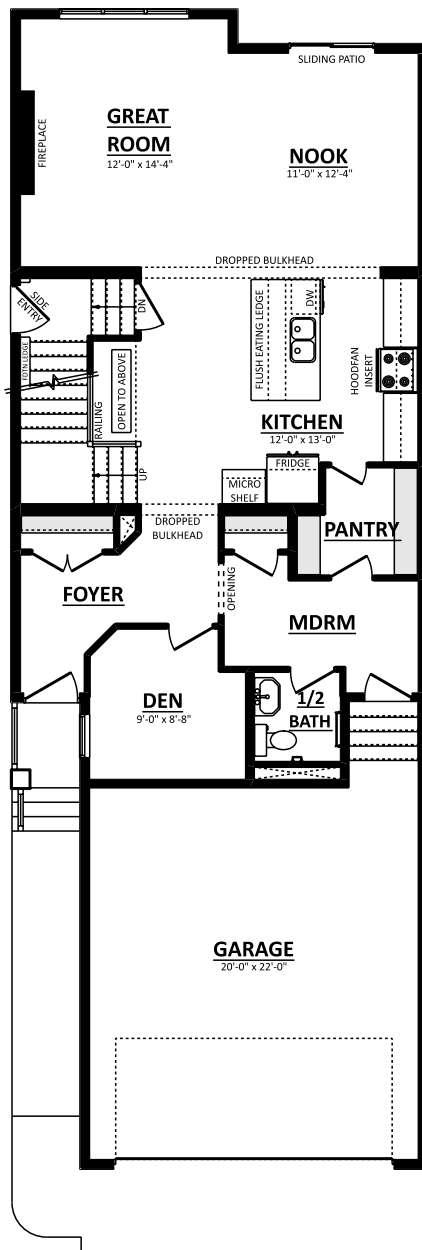 SLIDING PATIO
GREAT
ROOM
12'-0" x 14'-4"
FIREPLACE
NOOK
11'-0" x 12'-4"
DROPPED BULKHEAD
SIDE
ENTRY
DN
FLUSH EATING LEDGE
DW
FDTN LEDGE
RAILING
OPEN TO ABOVE
HOODFAN
INSERT
KITCHEN
12'-0" x 13'-0"
FRIDGE
UP
MICRO
SHELF
DROPPED
BULKHEAD
PANTRY
FOYER
OPENING
MDRM
DEN
9'-0" x 8'-8"
1/2
BATH
GARAGE
20'-0" x 22'-0"